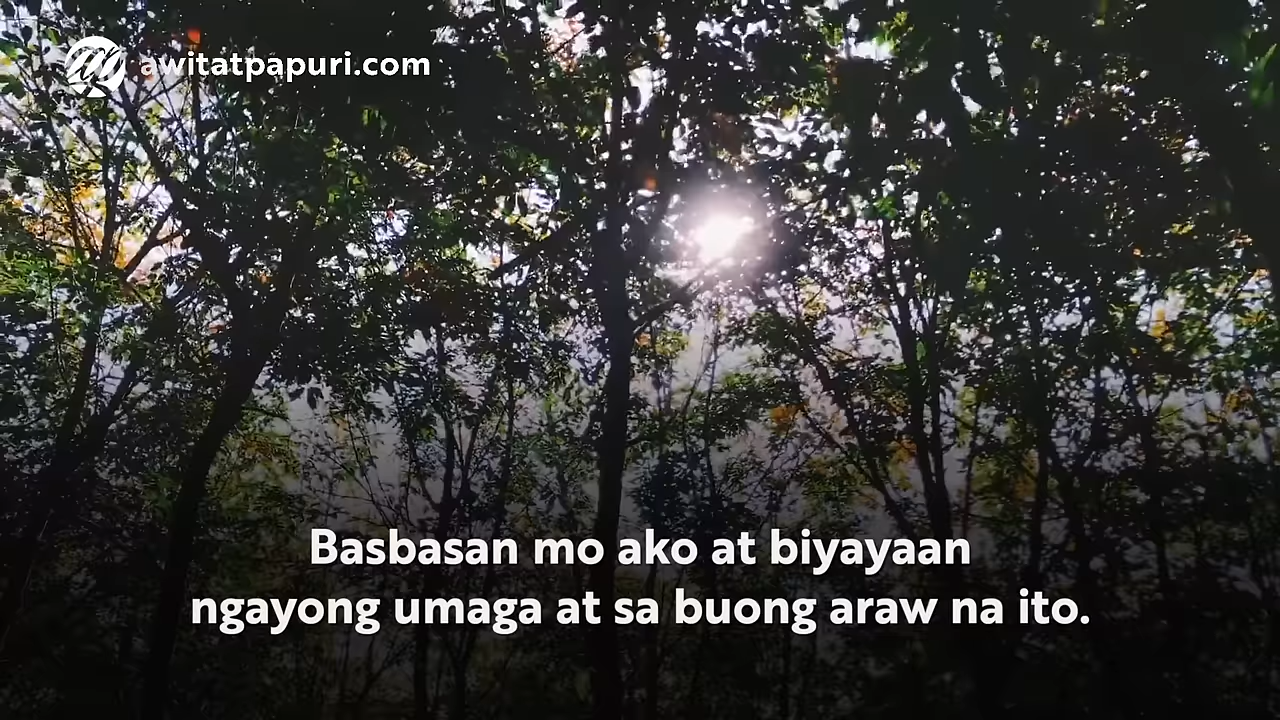 awitatpapuri.com
Basbasan mo ako at biyayaan
ngayong umaga at sa buong araw na ito.